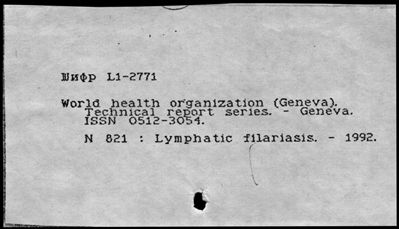 Шифр L1-2771
World health organization (Geneva).
Technical report series. - Geneva.
ISSN 0512-3054.
N 821 : Lymphatic filariasis. - 1992.